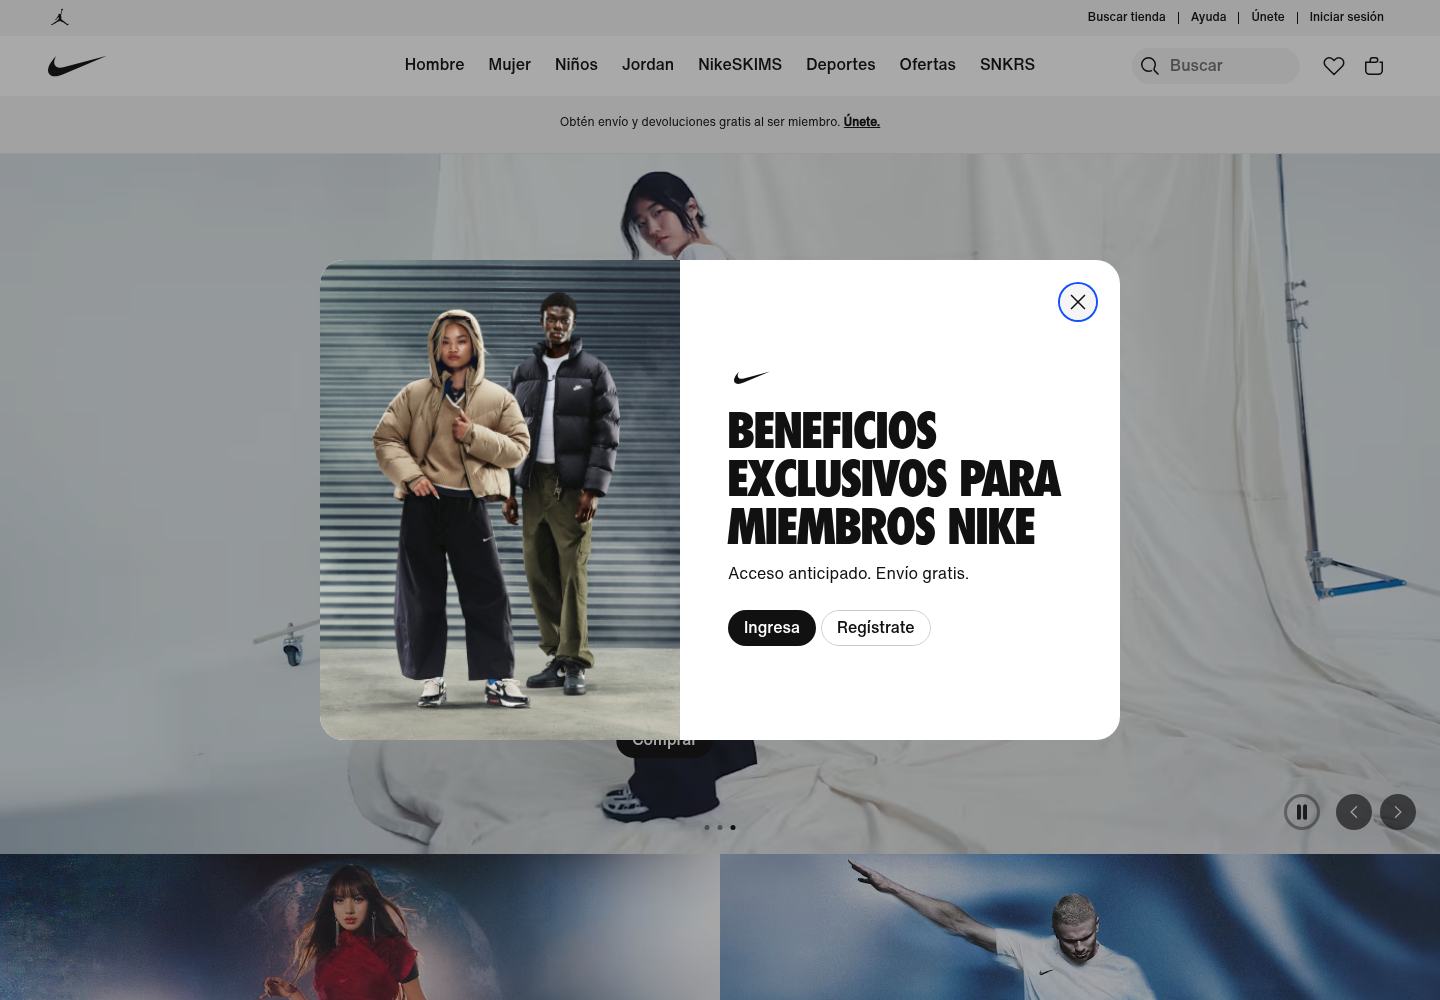 Buscar tienda | Ayuda | Únete | Iniciar sesión
Hombre Mujer Niños Jordan NikeSKIMS Deportes Ofertas SNKRS Buscar
Obtén envío y devoluciones gratis al ser miembro. Únete.
BENEFICIOS
EXCLUSIVOS PARA
MIEMBROS NIKE
Acceso anticipado. Envío gratis.
Ingresa Regístrate
Comprar